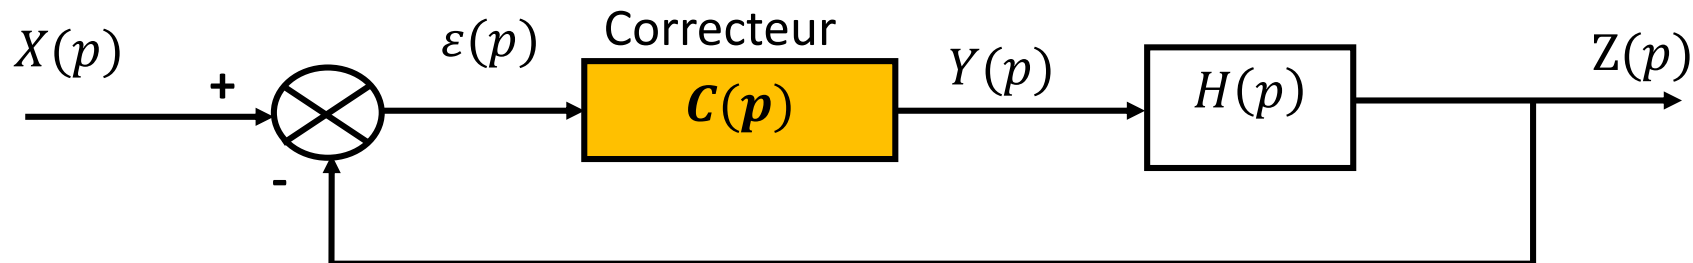 X(p)
+
-
ε(p)
Correcteur
C(p)
Y(p)
H(p)
Z(p)